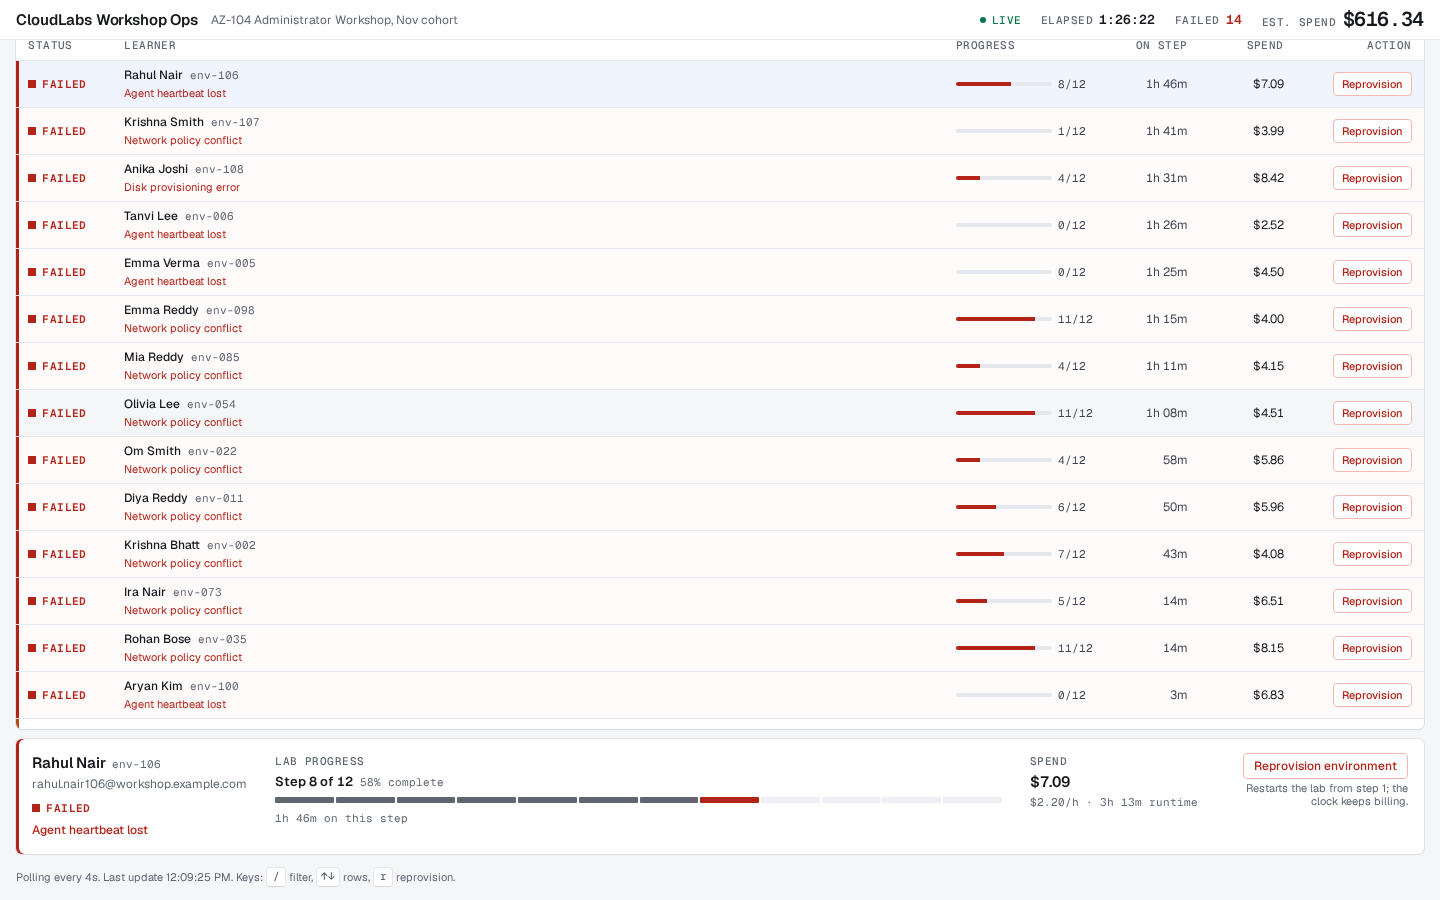 CloudLabs Workshop Ops AZ-104 Administrator Workshop, Nov cohort LIVE ELAPSED 1:26:22 FAILED 14 EST. SPEND $616.34
STATUS LEARNER PROGRESS ON STEP SPEND ACTION
FAILED Rahul Nair env-106 8/12 1h 46m $7.09 Reprovision
Agent heartbeat lost
FAILED Krishna Smith env-107 1/12 1h 41m $3.99 Reprovision
Network policy conflict
FAILED Anika Joshi env-108 4/12 1h 31m $8.42 Reprovision
Disk provisioning error
FAILED Tanvi Lee env-006 0/12 1h 26m $2.52 Reprovision
Agent heartbeat lost
FAILED Emma Verma env-005 0/12 1h 25m $4.50 Reprovision
Agent heartbeat lost
FAILED Emma Reddy env-098 11/12 1h 15m $4.00 Reprovision
Network policy conflict
FAILED Mia Reddy env-085 4/12 1h 11m $4.15 Reprovision
Network policy conflict
FAILED Olivia Lee env-054 11/12 1h 08m $4.51 Reprovision
Network policy conflict
FAILED Om Smith env-022 4/12 58m $5.86 Reprovision
Network policy conflict
FAILED Diya Reddy env-011 6/12 50m $5.96 Reprovision
Network policy conflict
FAILED Krishna Bhatt env-002 7/12 43m $4.08 Reprovision
Network policy conflict
FAILED Ira Nair env-073 5/12 14m $6.51 Reprovision
Network policy conflict
FAILED Rohan Bose env-035 11/12 14m $8.15 Reprovision
Network policy conflict
FAILED Aryan Kim env-100 0/12 3m $6.83 Reprovision
Agent heartbeat lost
Rahul Nair env-106
rahul.nair106@workshop.example.com
FAILED
Agent heartbeat lost
LAB PROGRESS
Step 8 of 12 58% complete
1h 46m on this step
SPEND
$7.09
$2.20/h · 3h 13m runtime
Reprovision environment
Restarts the lab from step 1; the
clock keeps billing.
Polling every 4s. Last update 12:09:25 PM. Keys: / filter, ↑↓ rows, r reprovision.